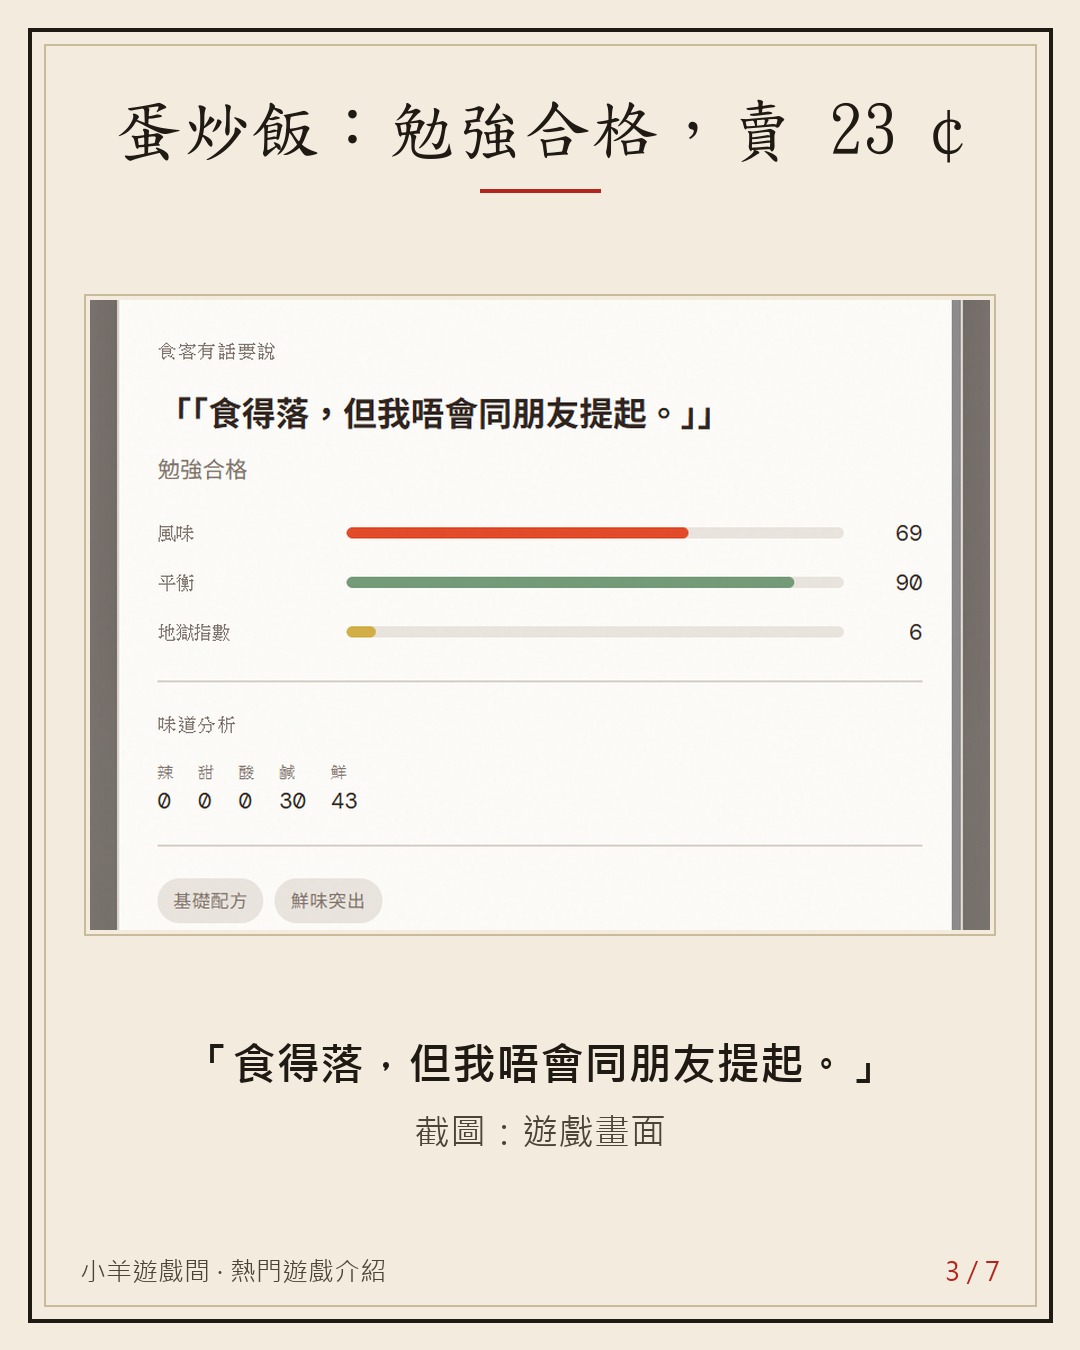 蛋炒飯：勉強合格，賣 23 ¢
食客有話要說
「「食得落，但我唔會同朋友提起。」」
勉強合格
風味 69
平衡 90
地獄指數 6
味道分析
辣 甜 酸 鹹 鮮
0 0 0 30 43
基礎配方 鮮味突出
「食得落，但我唔會同朋友提起。」
截圖：遊戲畫面
小羊遊戲間 · 熱門遊戲介紹 3 / 7